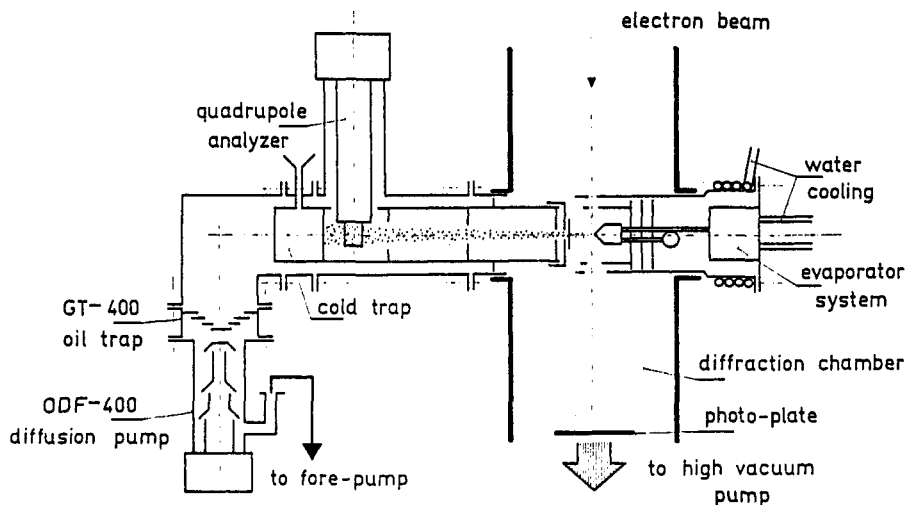 electron beam
quadrupole
analyzer
water
cooling
evaporator
system
cold trap
GT-400
oil trap
diffraction chamber
ODF-400
diffusion pump
photo-plate
to fore-pump
to high vacuum
pump